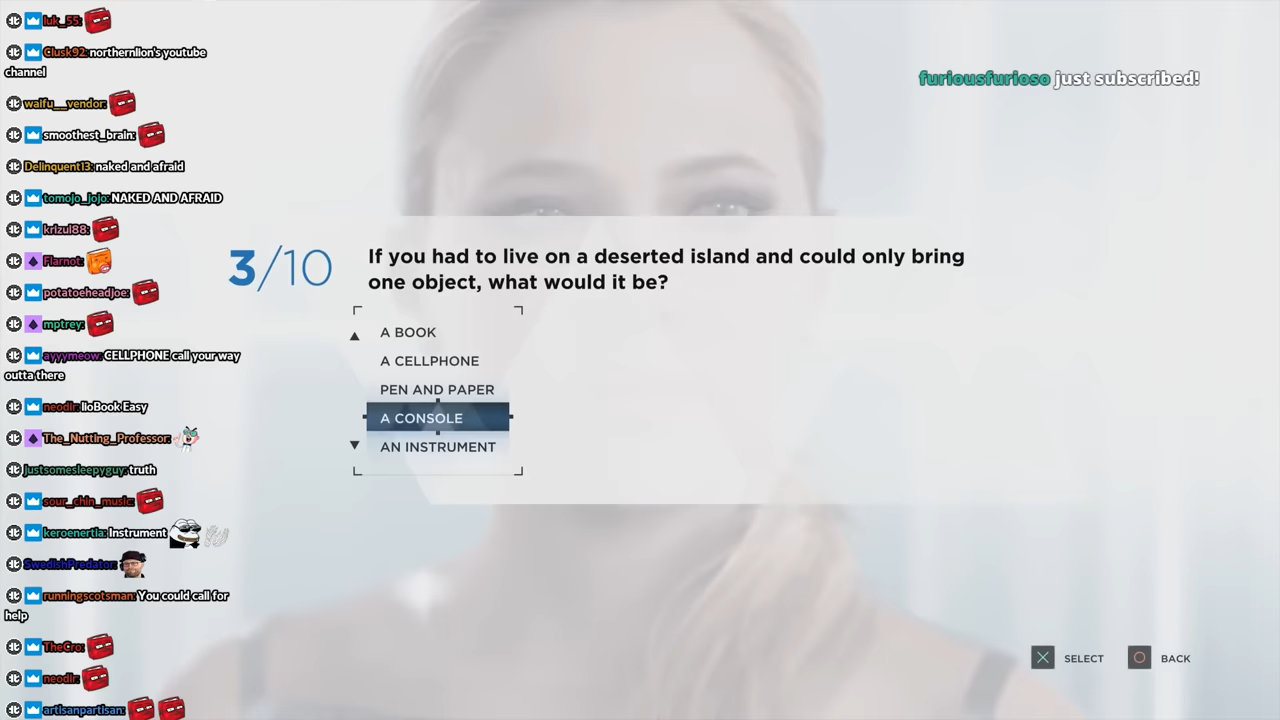 luk_55:
Clusk92: northernlion's youtube
channel
waifu__vendor:
smoothest_brain:
Delinquent13: naked and afraid
tomojo_jojo: NAKED AND AFRAID
krizul88:
Flarnot:
potatoeheadjoe:
mptrey:
ayyymeow: CELLPHONE call your way
outta there
neodlr: lloBook Easy
The_Nutting_Professor:
Justsomesleepyguy: truth
sour_chin_music:
keroenertia: Instrument
SwedishPredator:
runningscotsman: You could call for
help
TheCro:
neodlr:
artisanpartisan:
furiousfurioso just subscribed!
3/10
If you had to live on a deserted island and could only bring
one object, what would it be?
A BOOK
A CELLPHONE
PEN AND PAPER
A CONSOLE
AN INSTRUMENT
SELECT
BACK